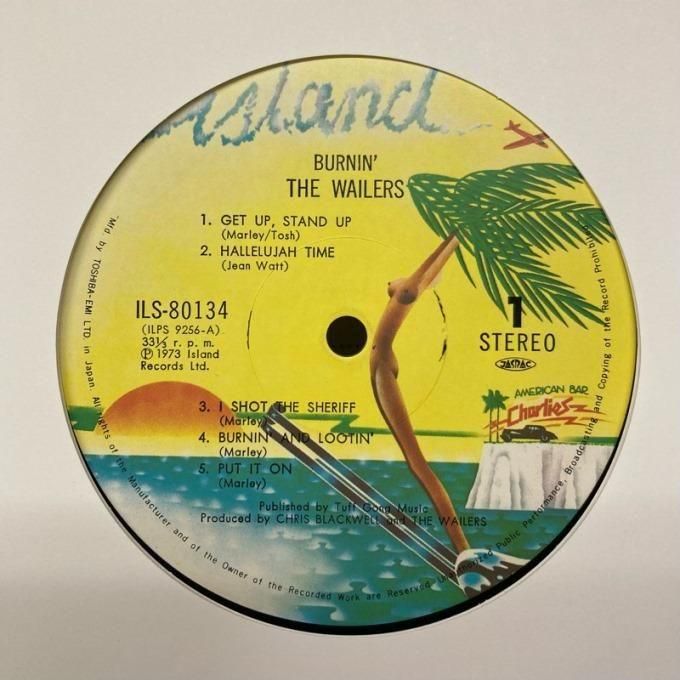 Island
BURNIN'
THE WAILERS
1. GET UP, STAND UP
(Marley/Tosh)
2. HALLELUJAH TIME
(Jean Watt)
ILS-80134
(ILPS 9256-A)
33⅓ r. p. m.
Ⓟ 1973 Island
Records Ltd.
1
STEREO
JASRAC
AMERICAN BAR
Charlies
3. I SHOT THE SHERIFF
(Marley)
4. BURNIN' AND LOOTIN'
(Marley)
5. PUT IT ON
(Marley)
Published by Tuff Gong Music
Produced by CHRIS BLACKWELL and THE WAILERS
Mfd. by TOSHIBA-EMI LTD. in Japan. All rights of the Manufacturer and of the Owner of the Recorded Work are Reserved. Unauthorized Public Performance, Broadcasting and Copying of the Record Prohibited